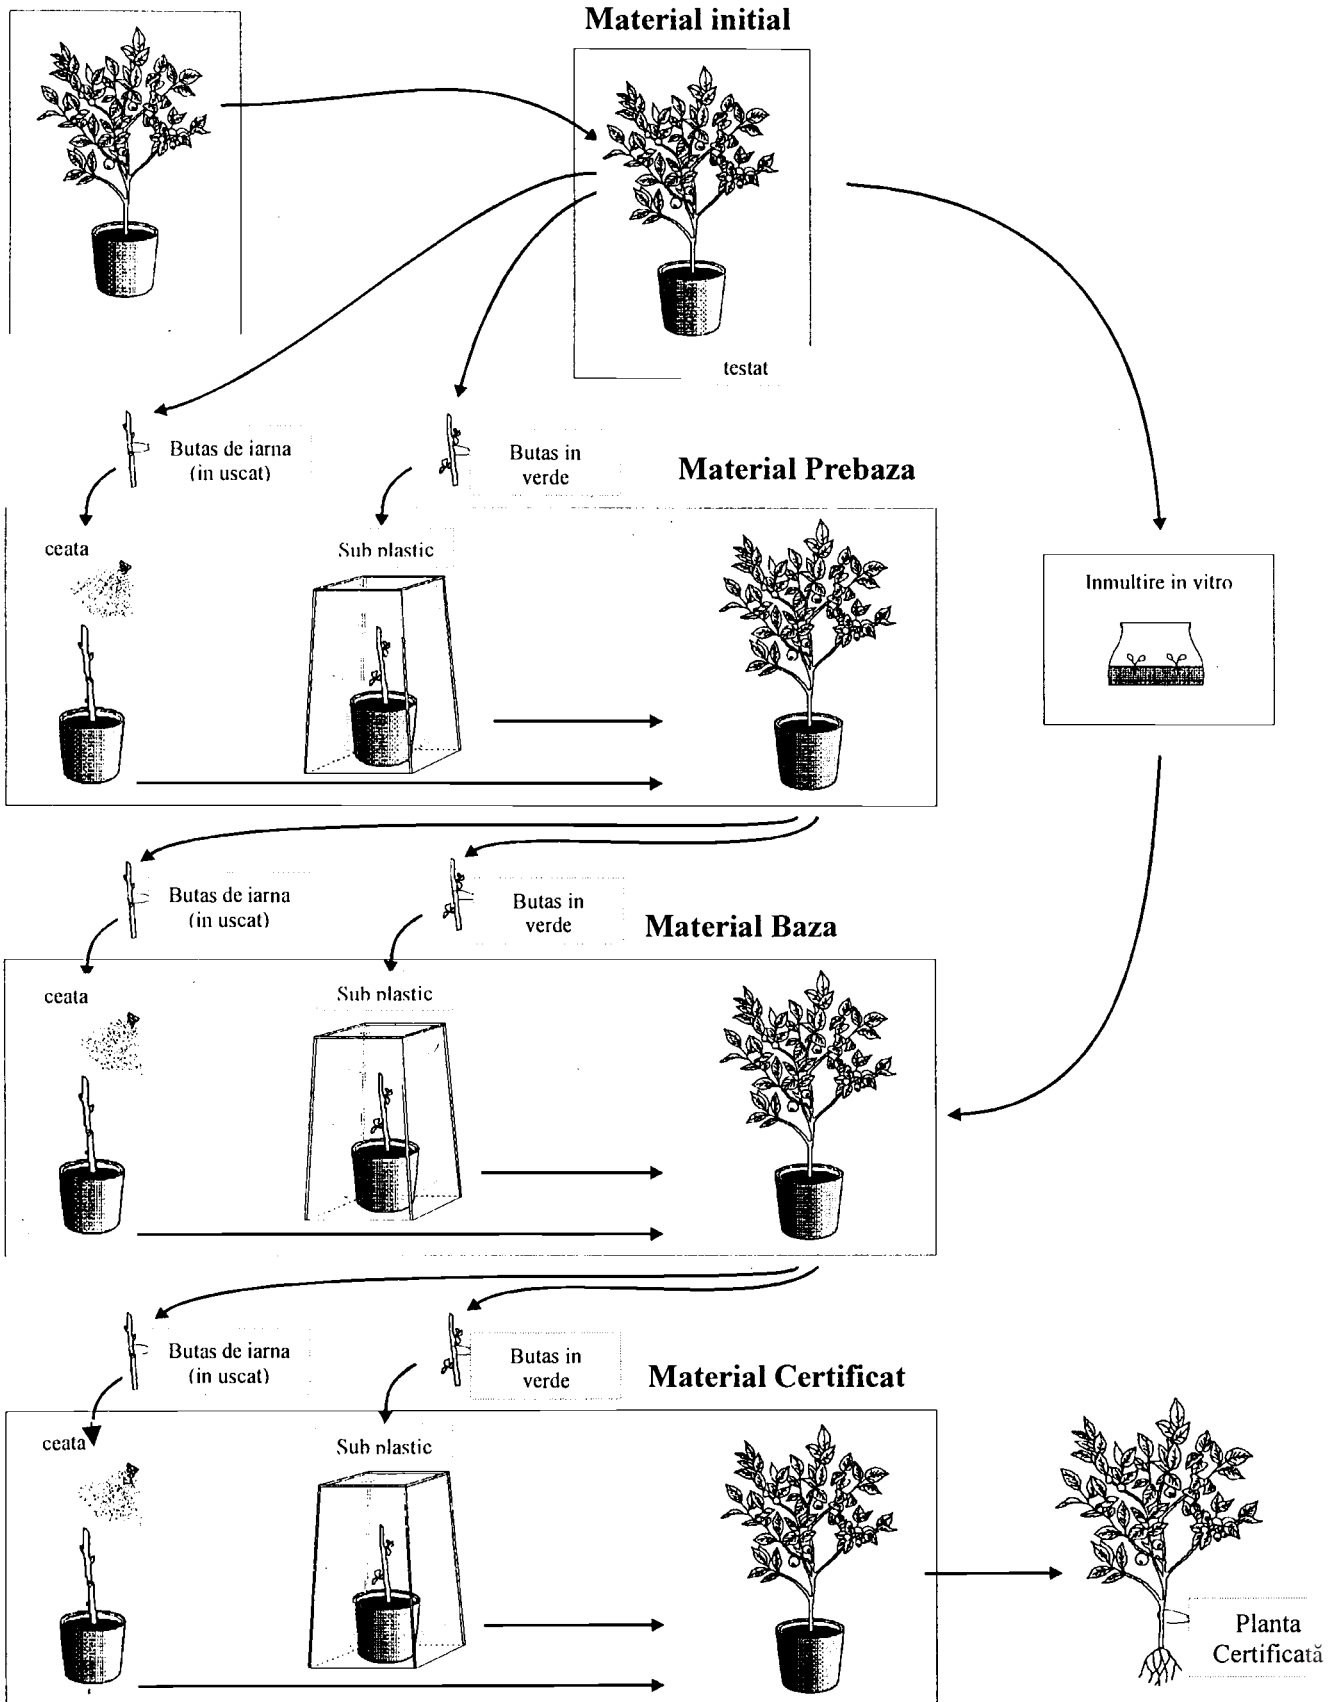 Material initial
testat
Butas de iarna
(in uscat)
Butas in
verde
Material Prebaza
ceata
Sub plastic
Inmultire in vitro
Butas de iarna
(in uscat)
Butas in
verde
Material Baza
ceata
Sub plastic
Butas de iarna
(in uscat)
Butas in
verde
Material Certificat
ceata
Sub plastic
Planta
Certificată